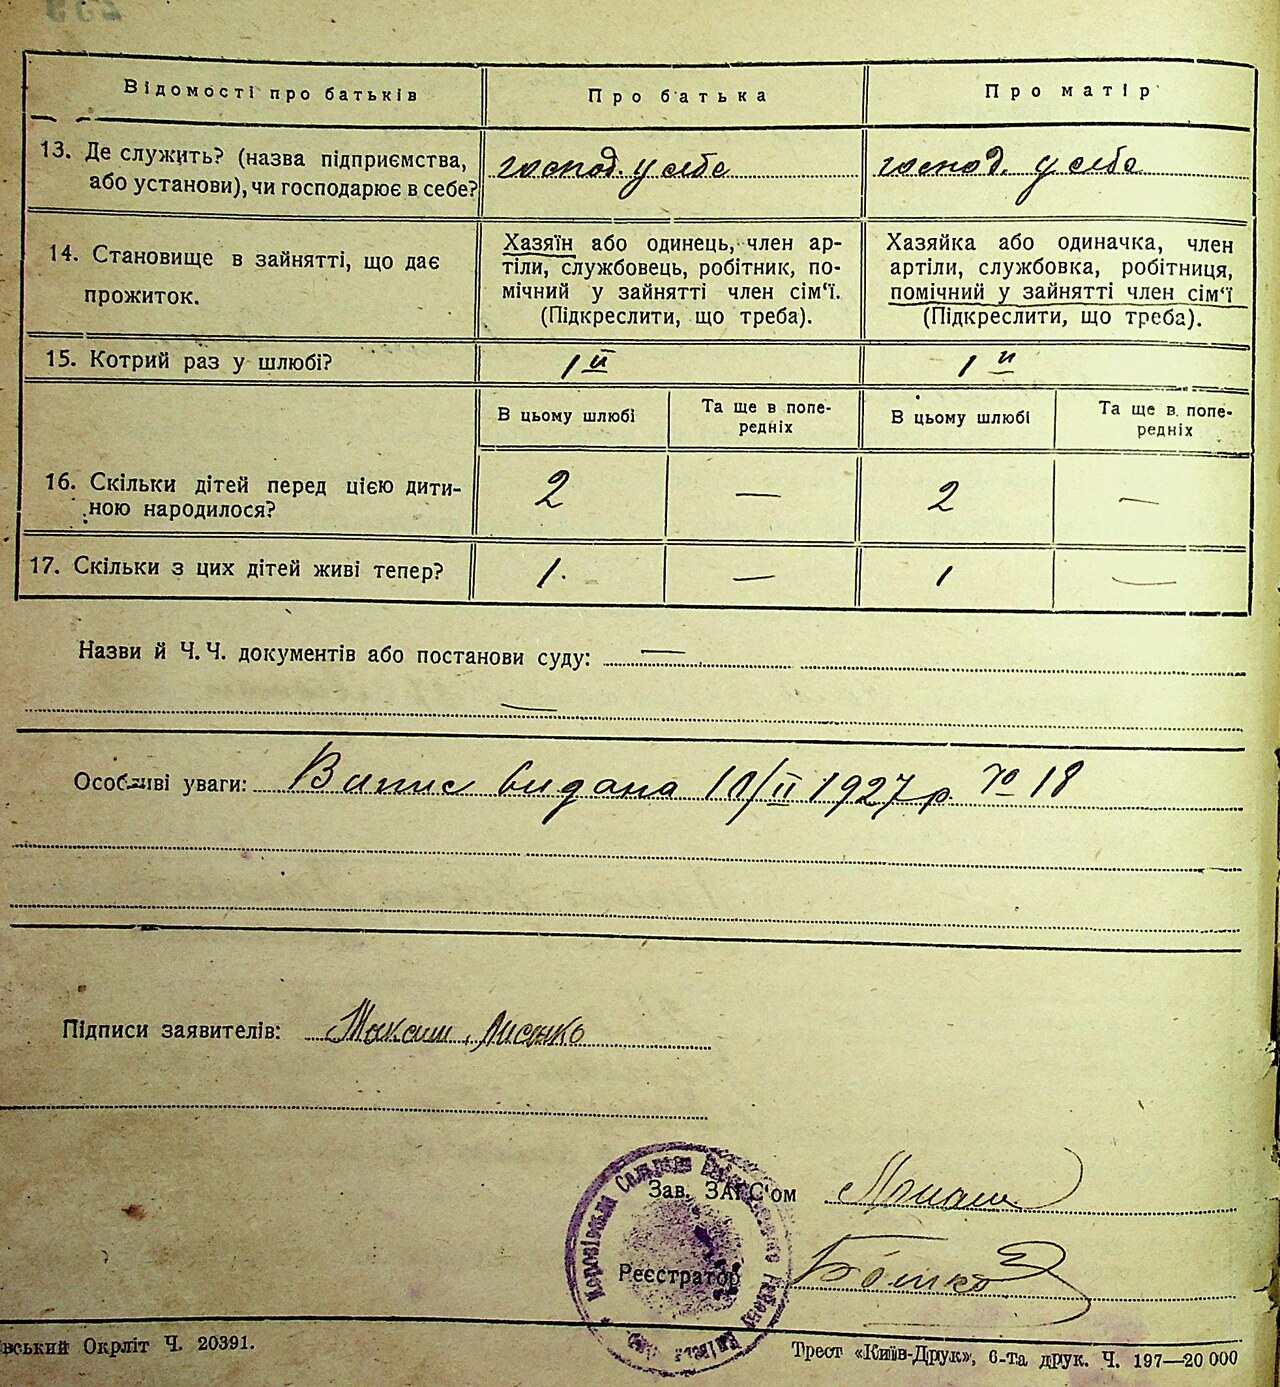 Відомості про батьків
Про батька
Про матір
13. Де служить? (назва підприємства,
або установи), чи господарює в себе?
господ. у себе
господ. у себе
14. Становище в зайнятті, що дає
прожиток.
Хазяїн або одинець, член ар-
тіли, службовець, робітник, по-
мічний у зайнятті член сім'ї.
(Підкреслити, що треба).
Хазяйка або одиначка, член
артіли, службовка, робітниця,
помічний у зайнятті член сім'ї
(Підкреслити, що треба).
15. Котрий раз у шлюбі?
1й
1й
В цьому шлюбі
Та ще в попе-
редніх
В цьому шлюбі
Та ще в попе-
редніх
16. Скільки дітей перед цією дити-
ною народилося?
2 — 2 —
17. Скільки з цих дітей живі тепер?
1 — 1 —
Назви й Ч. Ч. документів або постанови суду: —
—
Особливі уваги: Випис видана 10/II 1927 р. № 18
Підписи заявителів: Максим Лисенко
Зав. ЗАГС'ом
Реєстратор Бойко
вський Окрліт Ч. 20391.
Трест «Київ-Друк», 6-та друк. Ч. 197—20 000